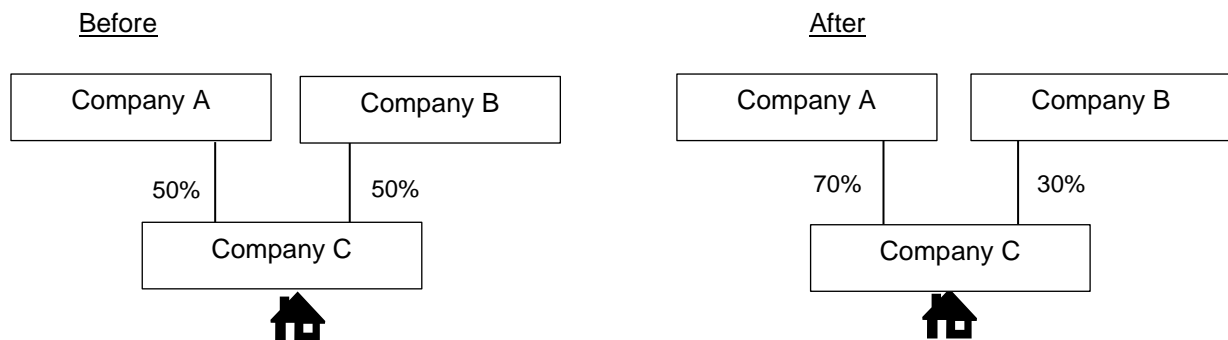 Before
Company A
Company B
50%
50%
Company C
After
Company A
Company B
70%
30%
Company C